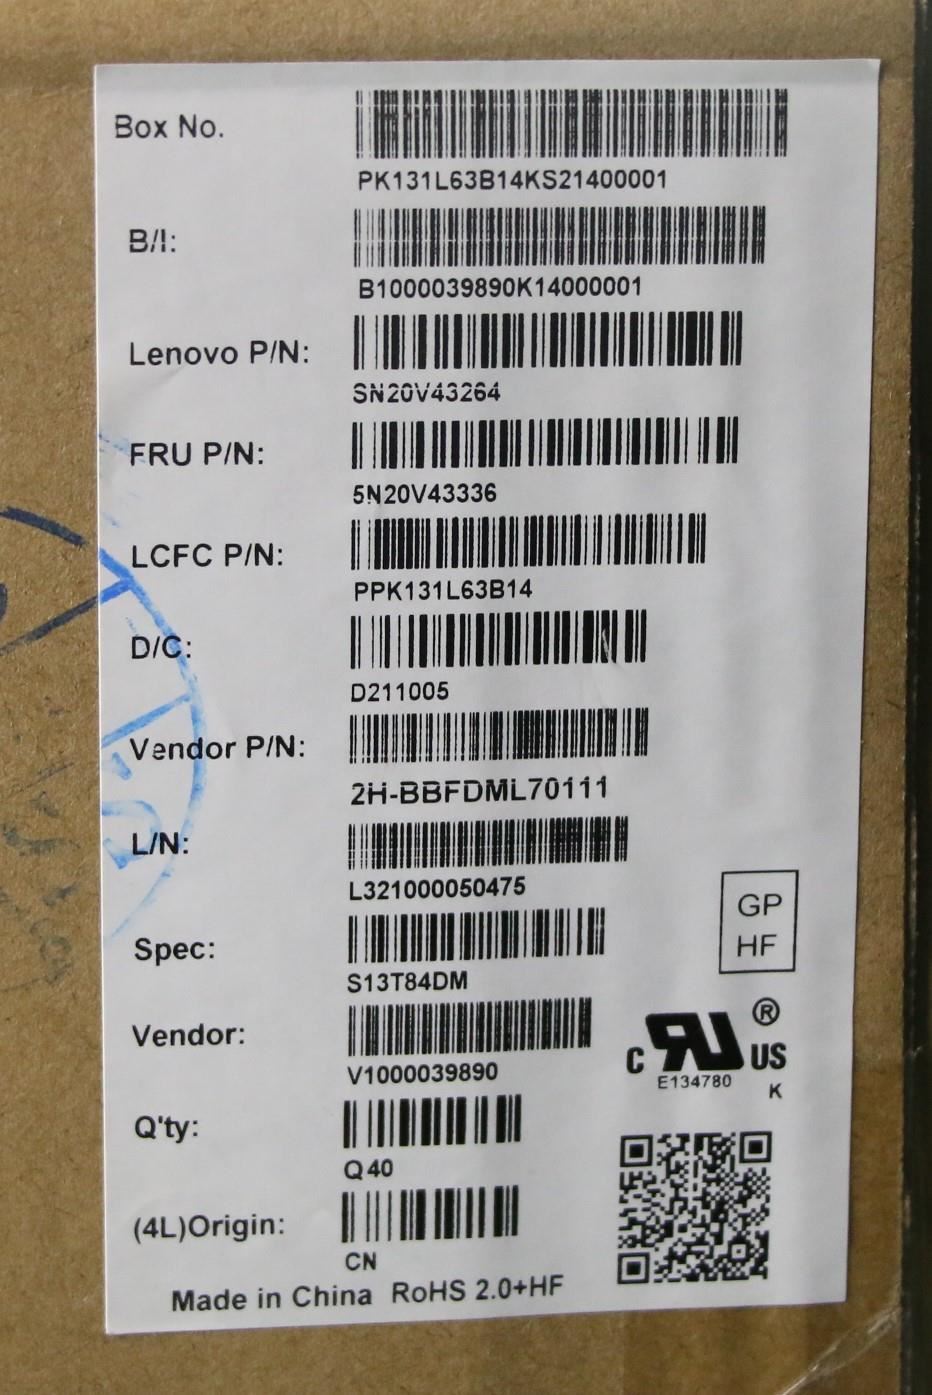 Box No.
PK131L63B14KS21400001
B/I:
B1000039890K14000001
Lenovo P/N:
SN20V43264
FRU P/N:
5N20V43336
LCFC P/N:
PPK131L63B14
D/C:
D211005
Vendor P/N:
2H-BBFDML70111
L/N:
L321000050475
GP
HF
Spec:
S13T84DM
Vendor:
V1000039890
C RU US ®
E134780
K
Q'ty:
Q40
(4L)Origin:
CN
Made in China RoHS 2.0+HF